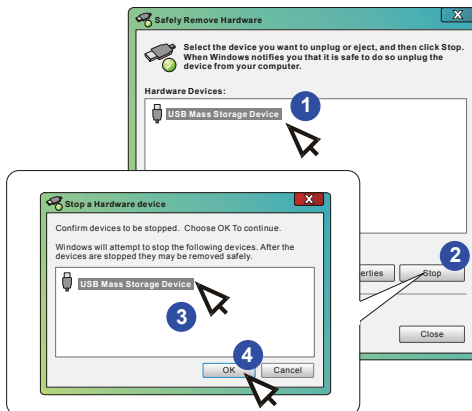 Safely Remove Hardware
X
Select the device you want to unplug or eject, and then click Stop.
When Windows notifies you that it is safe to do so unplug the
device from your computer.
Hardware Devices:
USB Mass Storage Device
1
2
erties
Stop
Close
Stop a Hardware device
X
Confirm devices to be stopped. Choose OK To continue.
Windows will attempt to stop the following devices. After the
devices are stopped they may be removed safely.
USB Mass Storage Device
3
4
OK
Cancel